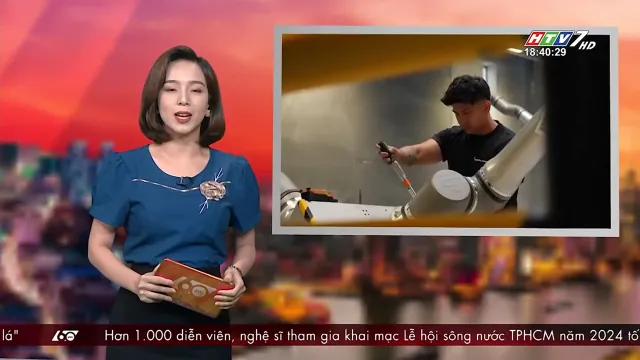 HTV7 HD
18:40:29
lá" 60 Hơn 1.000 diễn viên, nghệ sĩ tham gia khai mạc Lễ hội sông nước TPHCM năm 2024 tố